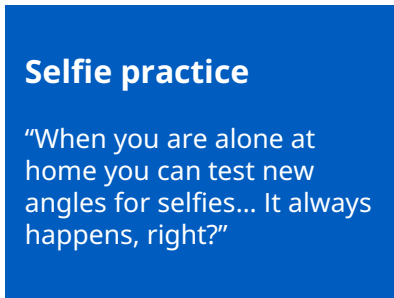 Selfie practice
“When you are alone at
home you can test new
angles for selfies... It always
happens, right?”